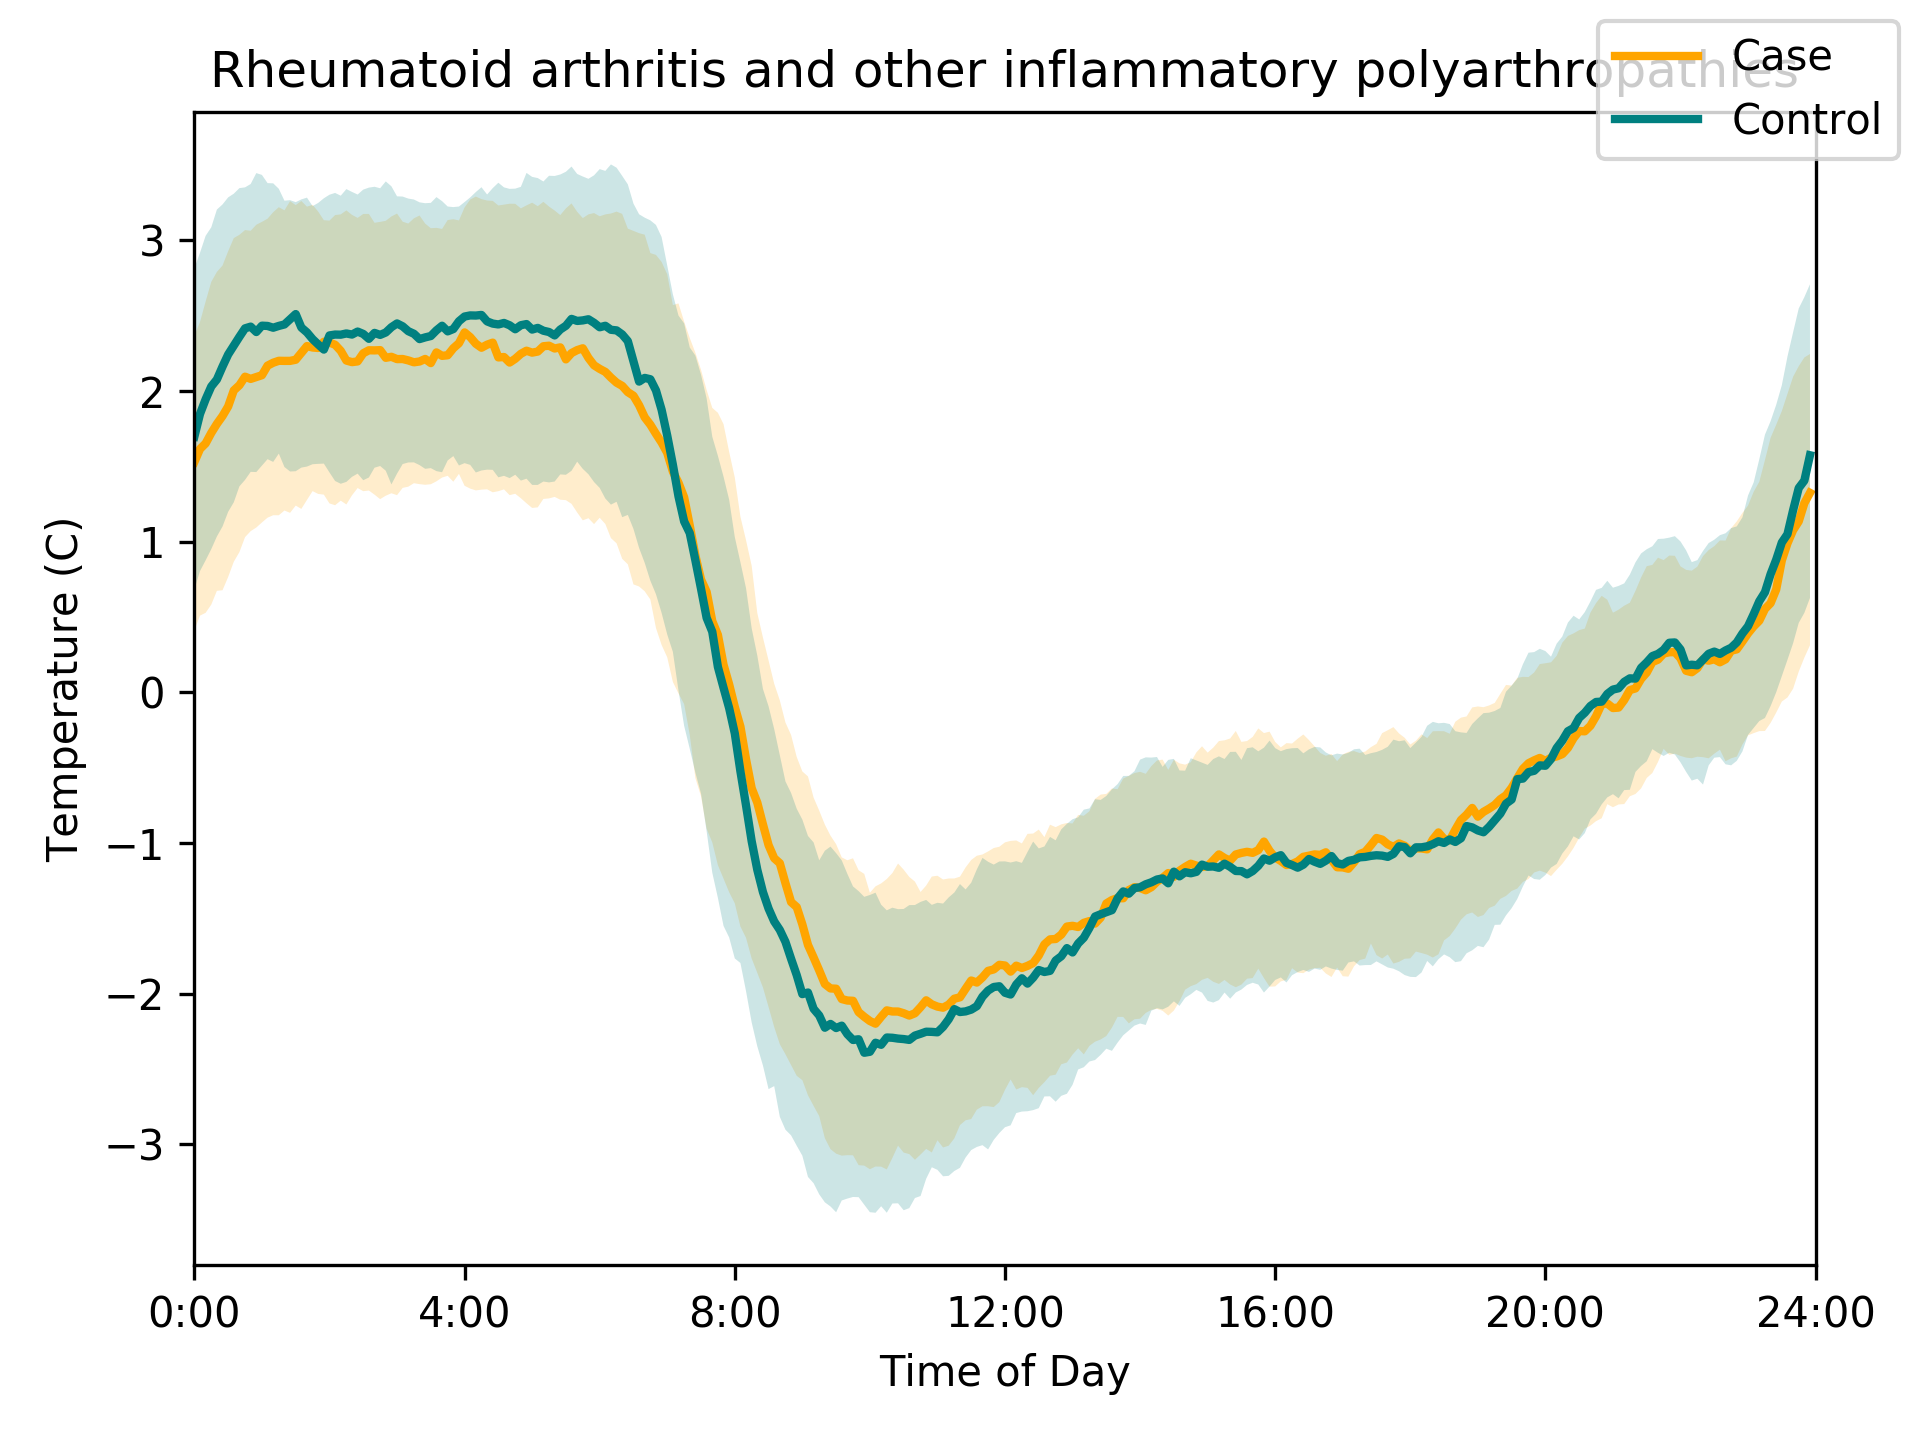 Rheumatoid arthritis and other inflammatory polyarthropathies
Case
Control
Temperature (C)
3
2
1
0
−1
−2
−3
0:00 4:00 8:00 12:00 16:00 20:00 24:00
Time of Day